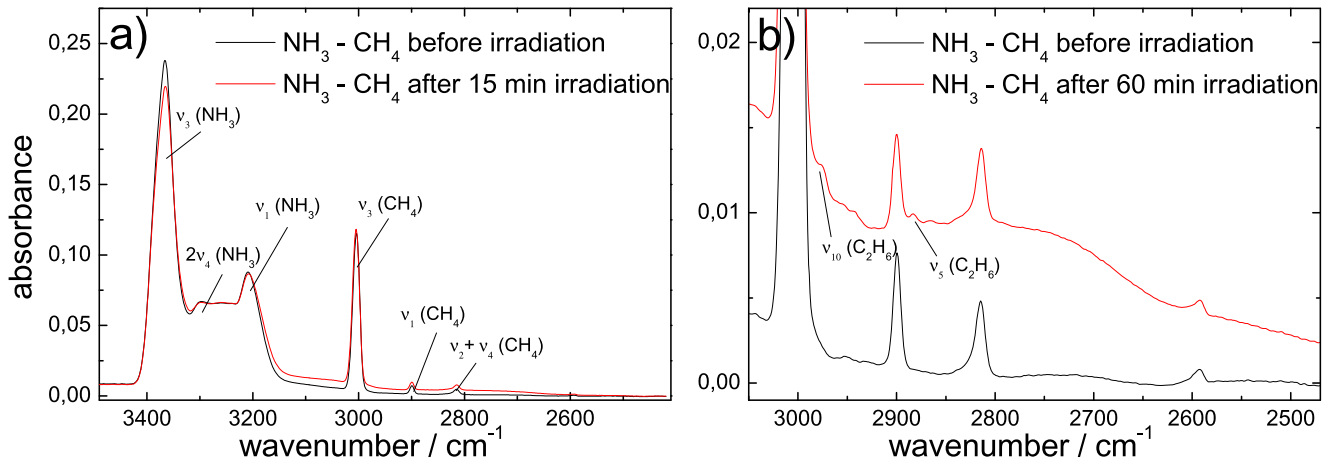 a)
NH₃ - CH₄ before irradiation
NH₃ - CH₄ after 15 min irradiation
absorbance
0,25
0,20
0,15
0,10
0,05
0,00
ν₃ (NH₃)
2ν₄ (NH₃)
ν₁ (NH₃)
ν₃ (CH₄)
ν₁ (CH₄)
ν₂+ ν₄ (CH₄)
3400 3200 3000 2800 2600
wavenumber / cm⁻¹
b)
NH₃ - CH₄ before irradiation
NH₃ - CH₄ after 60 min irradiation
0,02
0,01
0,00
ν₁₀ (C₂H₆)
ν₅ (C₂H₆)
3000 2900 2800 2700 2600 2500
wavenumber / cm⁻¹